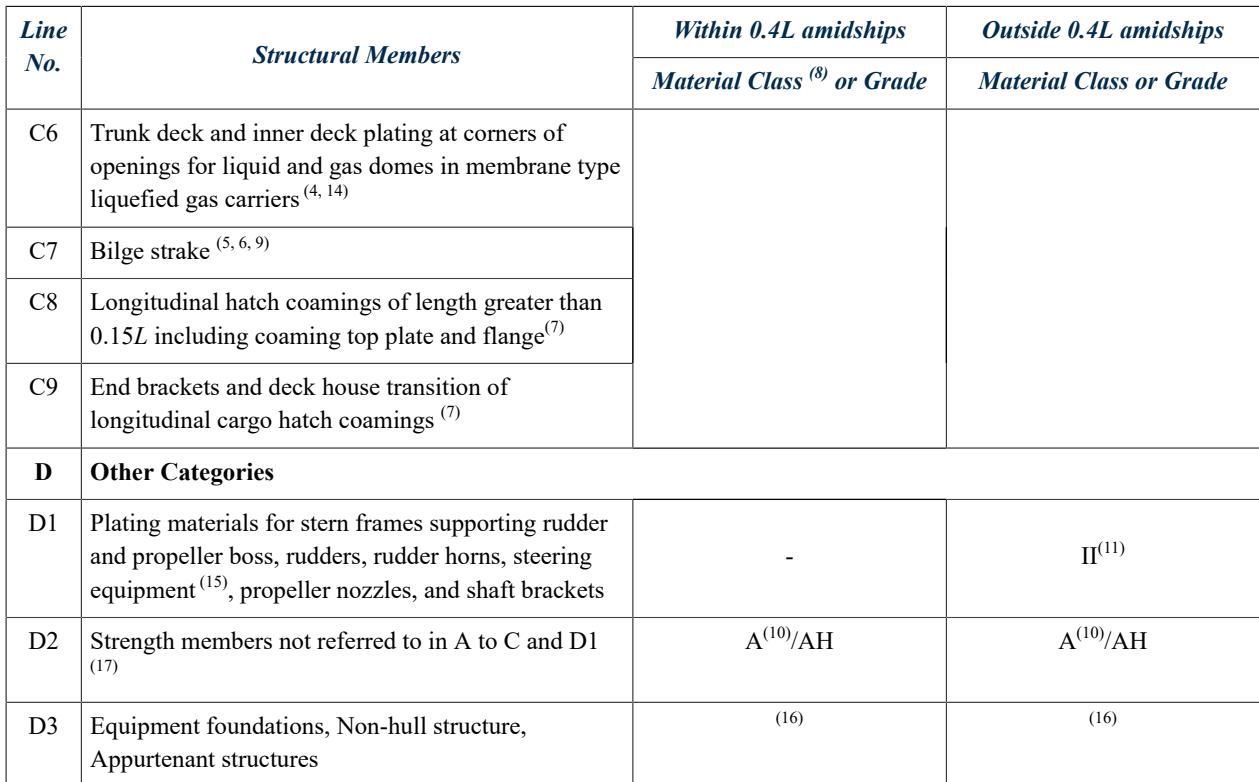 Line No.
Structural Members
Within 0.4L amidships
Outside 0.4L amidships
Material Class (8) or Grade
Material Class or Grade
C6
Trunk deck and inner deck plating at corners of
openings for liquid and gas domes in membrane type
liquefied gas carriers (4, 14)
C7
Bilge strake (5, 6, 9)
C8
Longitudinal hatch coamings of length greater than
0.15L including coaming top plate and flange(7)
C9
End brackets and deck house transition of
longitudinal cargo hatch coamings (7)
D
Other Categories
D1
Plating materials for stern frames supporting rudder
and propeller boss, rudders, rudder horns, steering
equipment (15), propeller nozzles, and shaft brackets
-
II(11)
D2
Strength members not referred to in A to C and D1
(17)
A(10)/AH
A(10)/AH
D3
Equipment foundations, Non-hull structure,
Appurtenant structures
(16)
(16)